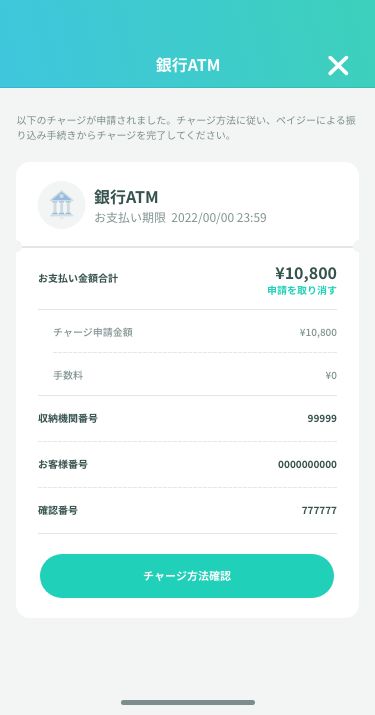 銀行ATM
以下のチャージが申請されました。チャージ方法に従い、ペイジーによる振
り込み手続きからチャージを完了してください。
銀行ATM
お支払い期限 2022/00/00 23:59
お支払い金額合計 ¥10,800
申請を取り消す
チャージ申請金額 ¥10,800
手数料 ¥0
収納機関番号 99999
お客様番号 0000000000
確認番号 777777
チャージ方法確認